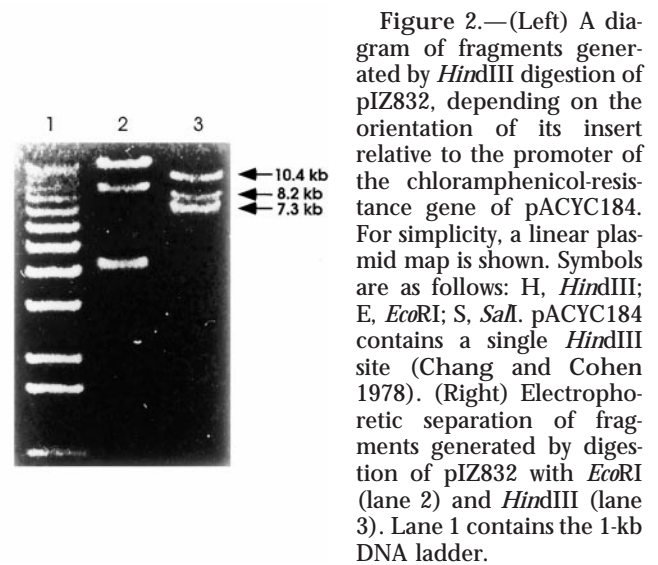 1 2 3
10.4 kb
8.2 kb
7.3 kb
Figure 2.—(Left) A dia-
gram of fragments gener-
ated by HindIII digestion of
pIZ832, depending on the
orientation of its insert
relative to the promoter of
the chloramphenicol-resis-
tance gene of pACYC184.
For simplicity, a linear plas-
mid map is shown. Symbols
are as follows: H, HindIII;
E, EcoRI; S, SalI. pACYC184
contains a single HindIII
site (Chang and Cohen
1978). (Right) Electropho-
retic separation of frag-
ments generated by diges-
tion of pIZ832 with EcoRI
(lane 2) and HindIII (lane
3). Lane 1 contains the 1-kb
DNA ladder.